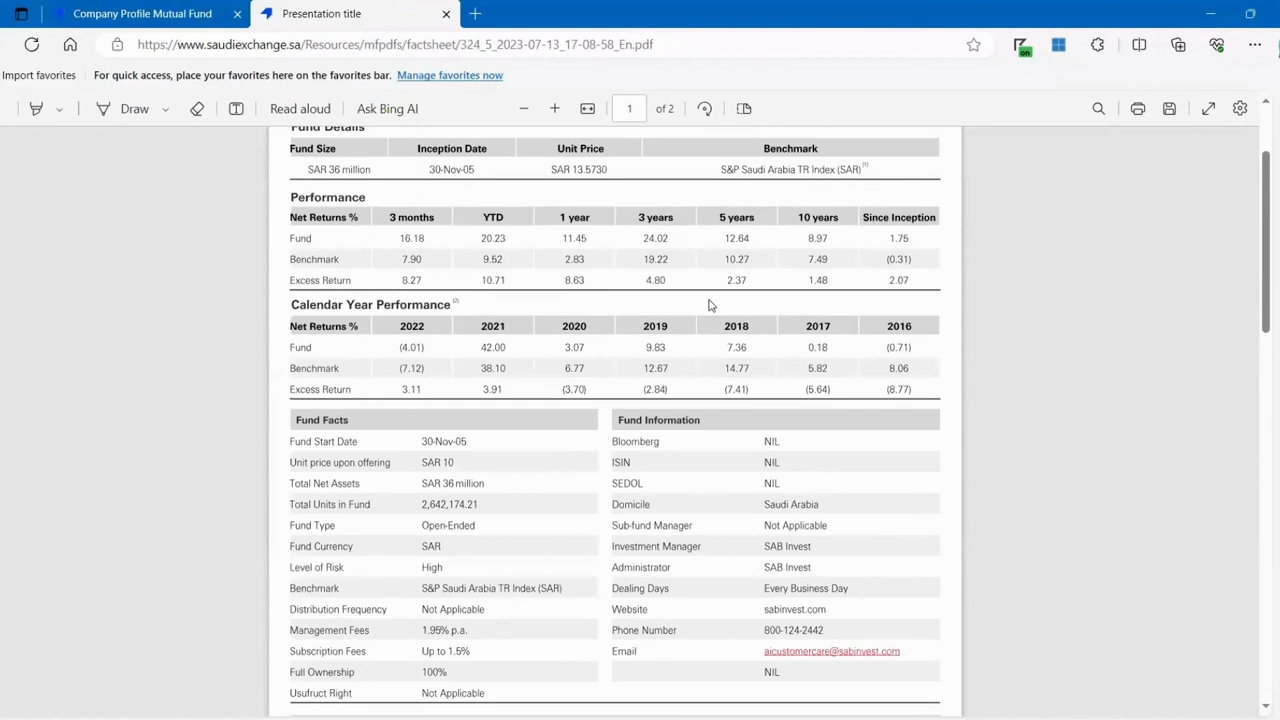 Company Profile Mutual Fund
Presentation title
https://www.saudiexchange.sa/Resources/mfpdfs/factsheet/324_5_2023-07-13_17-08-58_En.pdf
on
Import favorites For quick access, place your favorites here on the favorites bar. Manage favorites now
Draw Read aloud Ask Bing AI 1 of 2
Fund Details
Fund Size Inception Date Unit Price Benchmark
SAR 36 million 30-Nov-05 SAR 13.5730 S&P Saudi Arabia TR Index (SAR) (1)
Performance
Net Returns % 3 months YTD 1 year 3 years 5 years 10 years Since Inception
Fund 16.18 20.23 11.45 24.02 12.64 8.97 1.75
Benchmark 7.90 9.52 2.83 19.22 10.27 7.49 (0.31)
Excess Return 8.27 10.71 8.63 4.80 2.37 1.48 2.07
Calendar Year Performance (2)
Net Returns % 2022 2021 2020 2019 2018 2017 2016
Fund (4.01) 42.00 3.07 9.83 7.36 0.18 (0.71)
Benchmark (7.12) 38.10 6.77 12.67 14.77 5.82 8.06
Excess Return 3.11 3.91 (3.70) (2.84) (7.41) (5.64) (8.77)
Fund Facts
Fund Start Date 30-Nov-05
Unit price upon offering SAR 10
Total Net Assets SAR 36 million
Total Units in Fund 2,642,174.21
Fund Type Open-Ended
Fund Currency SAR
Level of Risk High
Benchmark S&P Saudi Arabia TR Index (SAR)
Distribution Frequency Not Applicable
Management Fees 1.95% p.a.
Subscription Fees Up to 1.5%
Full Ownership 100%
Usufruct Right Not Applicable
Fund Information
Bloomberg NIL
ISIN NIL
SEDOL NIL
Domicile Saudi Arabia
Sub-fund Manager Not Applicable
Investment Manager SAB Invest
Administrator SAB Invest
Dealing Days Every Business Day
Website sabinvest.com
Phone Number 800-124-2442
Email aicustomercare@sabinvest.com
NIL